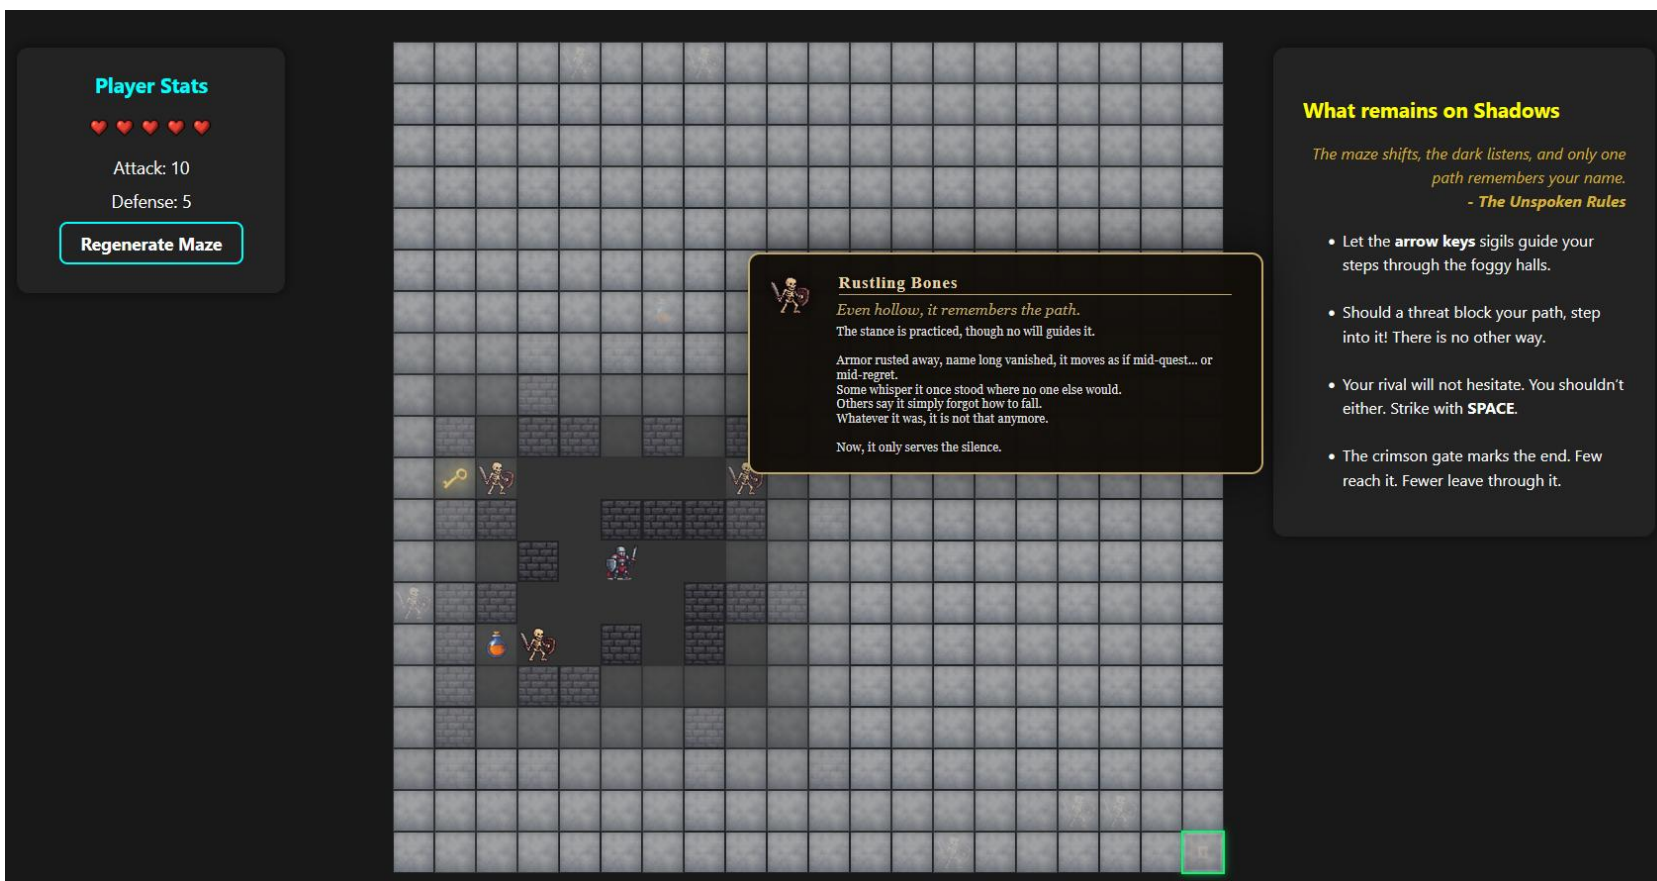 Player Stats
Attack: 10
Defense: 5
Regenerate Maze
Rustling Bones
Even hollow, it remembers the path.
The stance is practiced, though no will guides it.
Armor rusted away, name long vanished, it moves as if mid-quest... or
mid-regret.
Some whisper it once stood where no one else would.
Others say it simply forgot how to fall.
Whatever it was, it is not that anymore.
Now, it only serves the silence.
What remains on Shadows
The maze shifts, the dark listens, and only one
path remembers your name.
- The Unspoken Rules
• Let the arrow keys sigils guide your
steps through the foggy halls.
• Should a threat block your path, step
into it! There is no other way.
• Your rival will not hesitate. You shouldn’t
either. Strike with SPACE.
• The crimson gate marks the end. Few
reach it. Fewer leave through it.